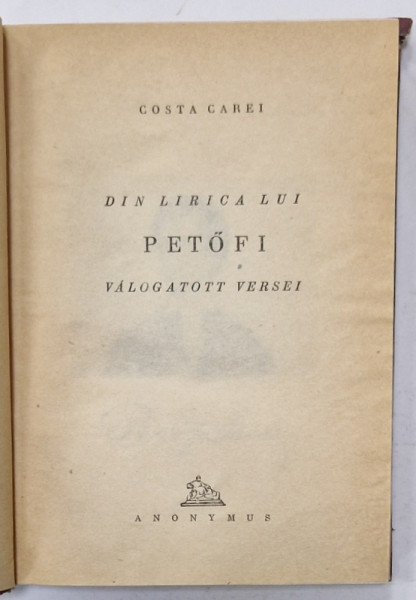 COSTA CAREI
DIN LIRICA LUI
PETŐFI
VÁLOGATOTT VERSEI
ANONYMUS